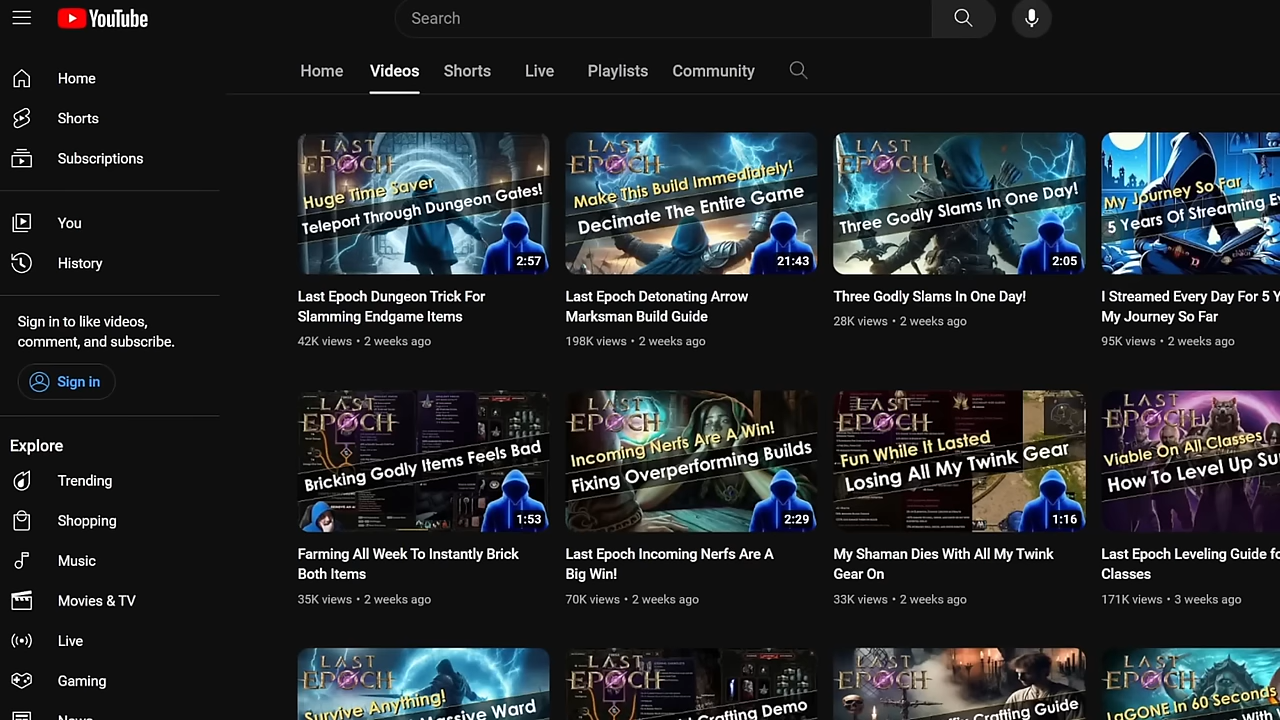 YouTube
Search
Home
Shorts
Subscriptions
You
History
Sign in to like videos,
comment, and subscribe.
Sign in
Explore
Trending
Shopping
Music
Movies & TV
Live
Gaming
News
Home Videos Shorts Live Playlists Community
LAST
EPOCH
Huge Time Saver
Teleport Through Dungeon Gates!
2:57
Last Epoch Dungeon Trick For
Slamming Endgame Items
42K views • 2 weeks ago
LAST
EPOCH
Make This Build Immediately!
Decimate The Entire Game
21:43
Last Epoch Detonating Arrow
Marksman Build Guide
198K views • 2 weeks ago
LAST
EPOCH
Three Godly Slams In One Day!
2:05
Three Godly Slams In One Day!
28K views • 2 weeks ago
My Journey So Far
5 Years Of Streaming
I Streamed Every Day For 5 Y
My Journey So Far
95K views • 2 weeks ago
LAST
EPOCH
Bricking Godly Items Feels Bad
1:53
Farming All Week To Instantly Brick
Both Items
35K views • 2 weeks ago
LAST
EPOCH
Incoming Nerfs Are A Win!
Fixing Overperforming Builds
2:29
Last Epoch Incoming Nerfs Are A
Big Win!
70K views • 2 weeks ago
LAST
EPOCH
Fun While It Lasted
Losing All My Twink Gear
1:16
My Shaman Dies With All My Twink
Gear On
33K views • 2 weeks ago
LAST
EPOCH
Viable On All Classes
How To Level Up Su
Last Epoch Leveling Guide fo
Classes
171K views • 3 weeks ago
LAST
EPOCH
Survive Anything!
Massive Ward
LAST
EPOCH
Crafting Demo
LAST
EPOCH
Crafting Guide
LAST
EPOCH
LaGONE In 60 Seconds
With